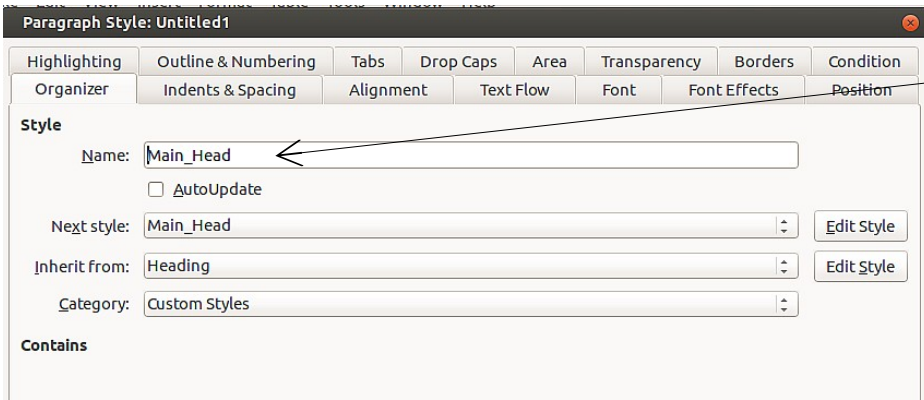 Paragraph Style: Untitled1
Highlighting Outline & Numbering Tabs Drop Caps Area Transparency Borders Condition
Organizer Indents & Spacing Alignment Text Flow Font Font Effects Position
Style
Name: Main_Head
AutoUpdate
Next style: Main_Head Edit Style
Inherit from: Heading Edit Style
Category: Custom Styles
Contains